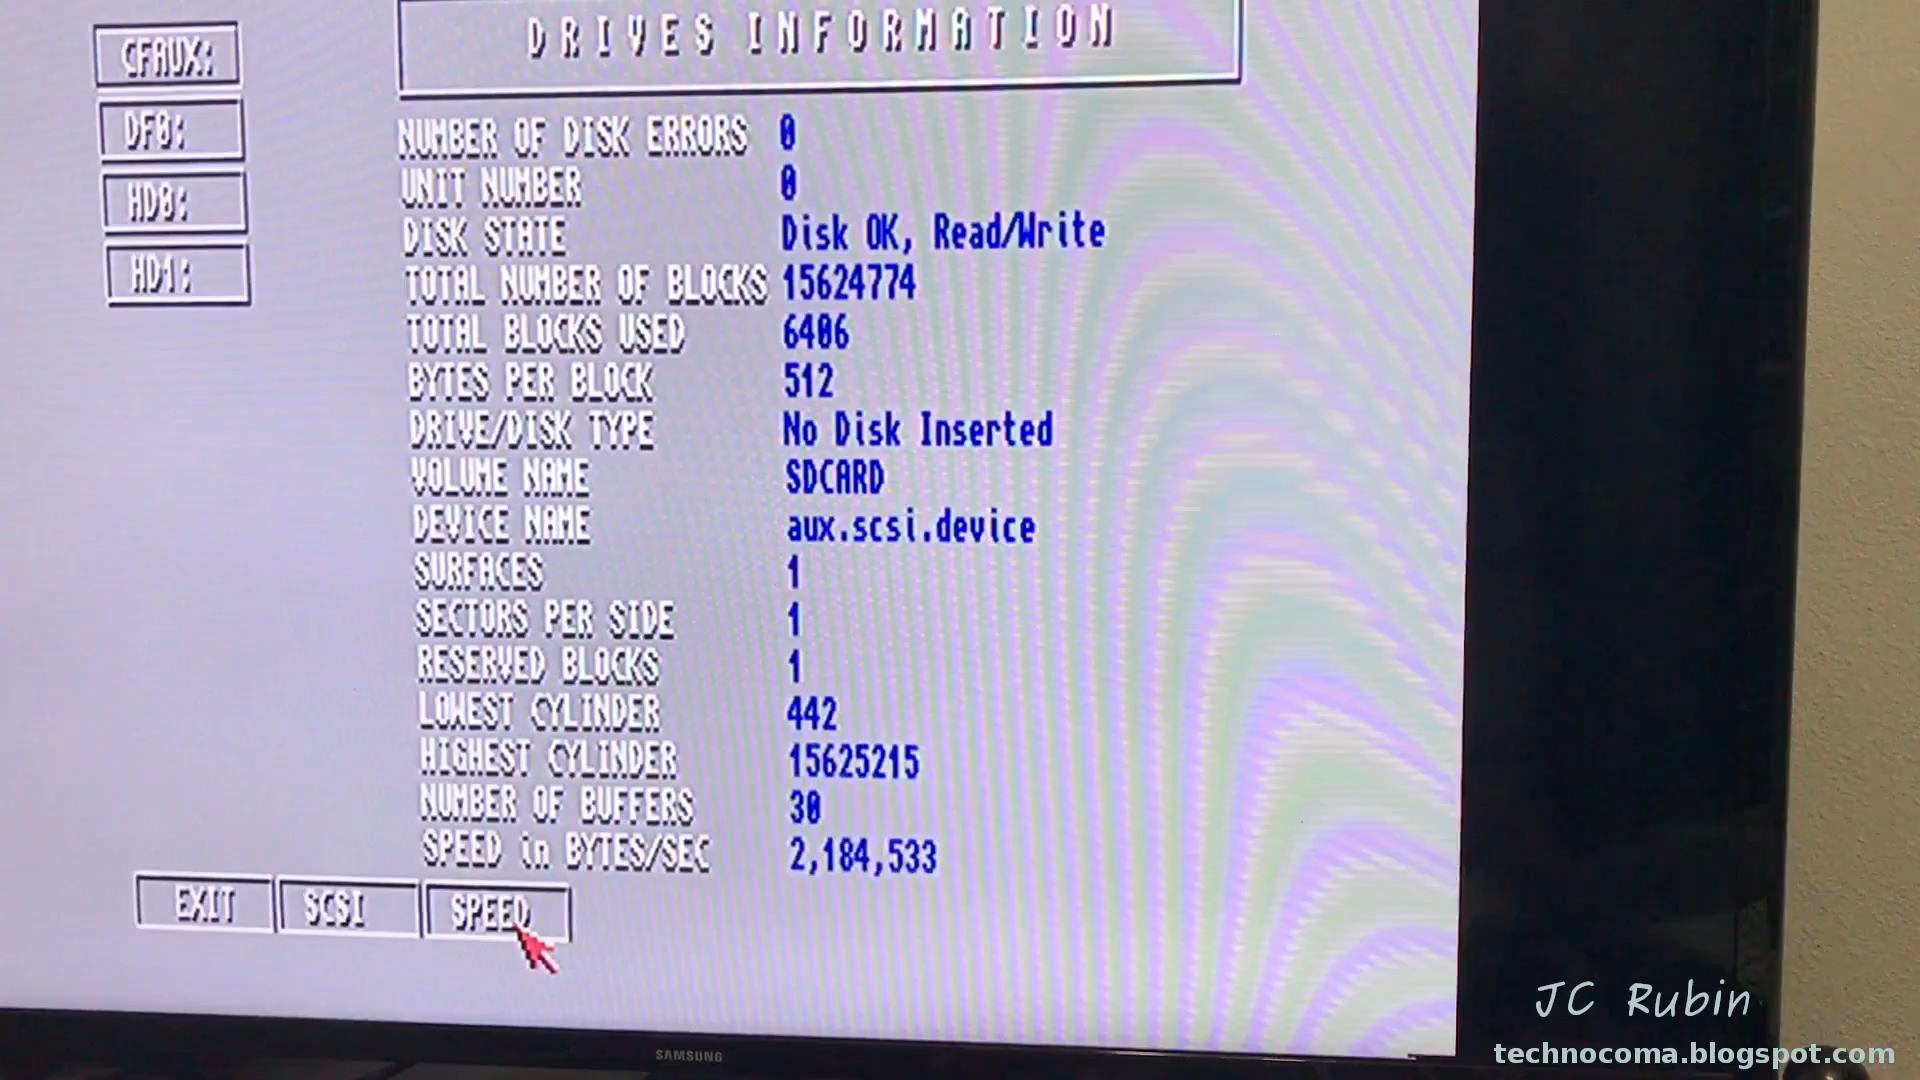 DRIVES INFORMATION
CFAUX:
DF0:
HD0:
HD1:
NUMBER OF DISK ERRORS 0
UNIT NUMBER 0
DISK STATE Disk OK, Read/Write
TOTAL NUMBER OF BLOCKS 15624774
TOTAL BLOCKS USED 6406
BYTES PER BLOCK 512
DRIVE/DISK TYPE No Disk Inserted
VOLUME NAME SDCARD
DEVICE NAME aux.scsi.device
SURFACES 1
SECTORS PER SIDE 1
RESERVED BLOCKS 1
LOWEST CYLINDER 442
HIGHEST CYLINDER 15625215
NUMBER OF BUFFERS 30
SPEED in BYTES/SEC 2,184,533
EXIT SCSI SPEED
SAMSUNG
JC Rubin
technocoma.blogspot.com